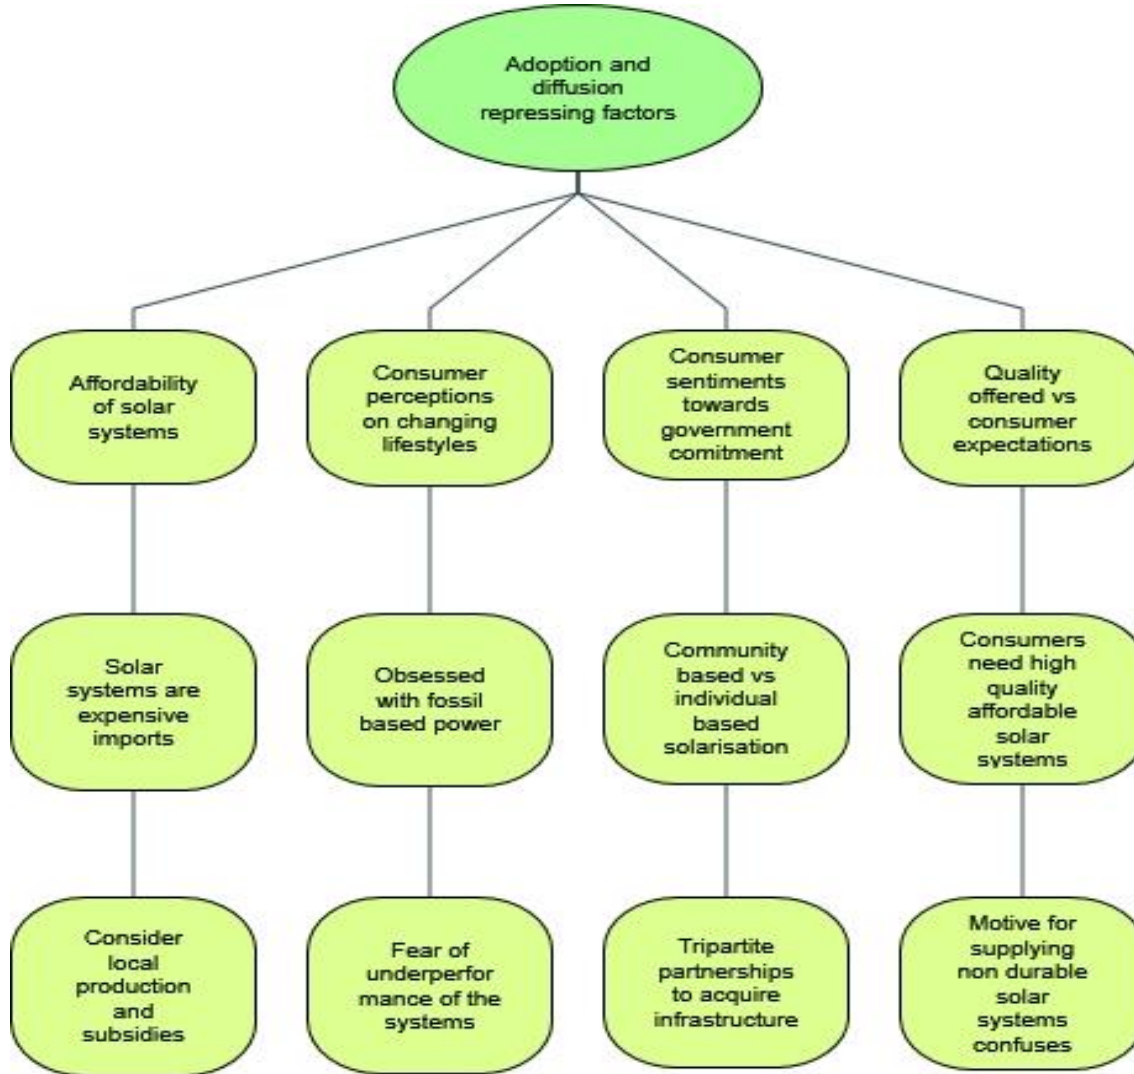 Adoption and
diffusion
repressing factors
Affordability
of solar
systems
Consumer
perceptions
on changing
lifestyles
Consumer
sentiments
towards
government
comitment
Quality
offered vs
consumer
expectations
Solar
systems are
expensive
imports
Obsessed
with fossil
based power
Community
based vs
individual
based
solarisation
Consumers
need high
quality
affordable
solar
systems
Consider
local
production
and
subsidies
Fear of
underperfor
mance of the
systems
Tripartite
partnerships
to acquire
infrastructure
Motive for
supplying
non durable
solar
systems
confuses